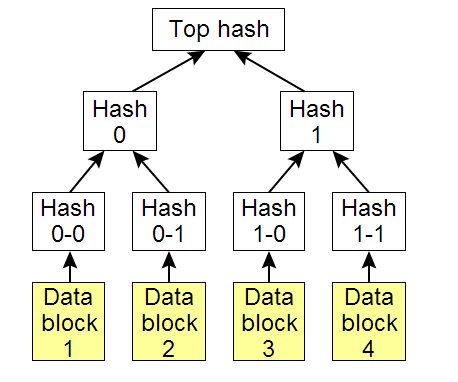 Top hash
Hash
0
Hash
1
Hash
0-0
Hash
0-1
Hash
1-0
Hash
1-1
Data
block
1
Data
block
2
Data
block
3
Data
block
4